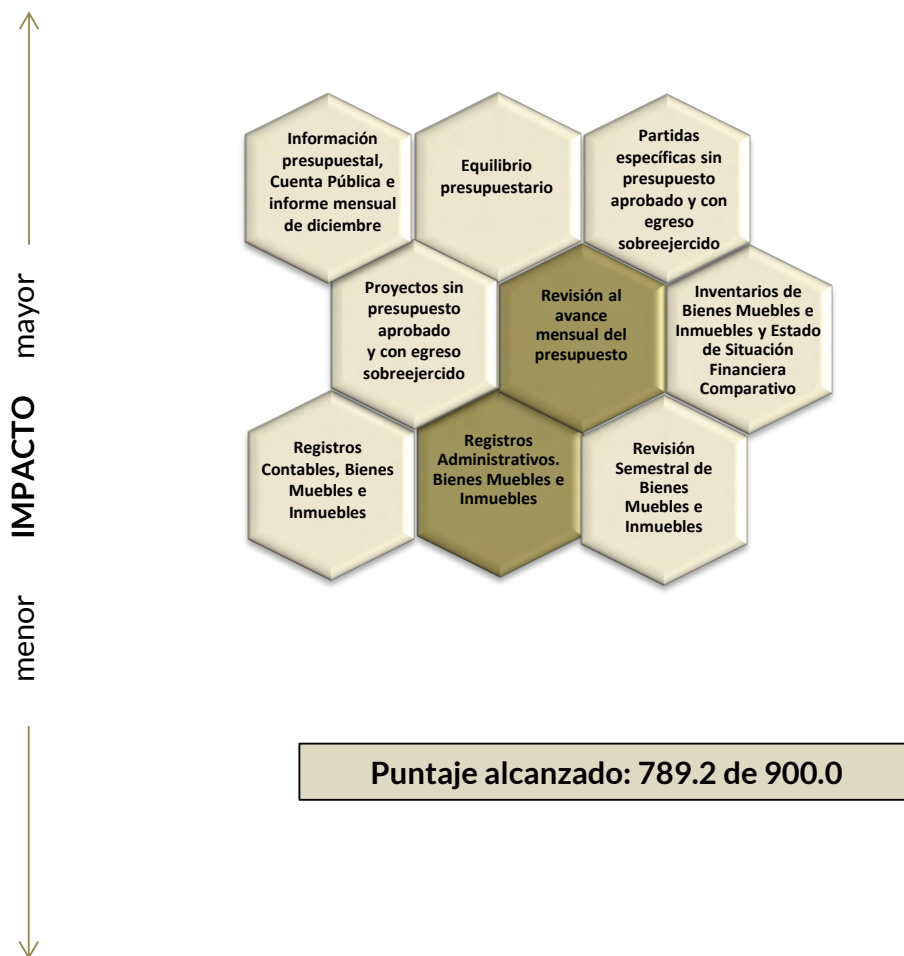 Información
presupuestal,
Cuenta Pública e
informe mensual
de diciembre
Equilibrio
presupuestario
Partidas
específicas sin
presupuesto
aprobado y con
egreso
sobreejercido
Proyectos sin
presupuesto
aprobado
y con egreso
sobreejercido
Revisión al
avance
mensual del
presupuesto
Inventarios de
Bienes Muebles e
Inmuebles y Estado
de Situación
Financiera
Comparativo
Registros
Contables, Bienes
Muebles e
Inmuebles
Registros
Administrativos.
Bienes Muebles e
Inmuebles
Revisión
Semestral de
Bienes
Muebles e
Inmuebles
menor IMPACTO mayor
Puntaje alcanzado: 789.2 de 900.0